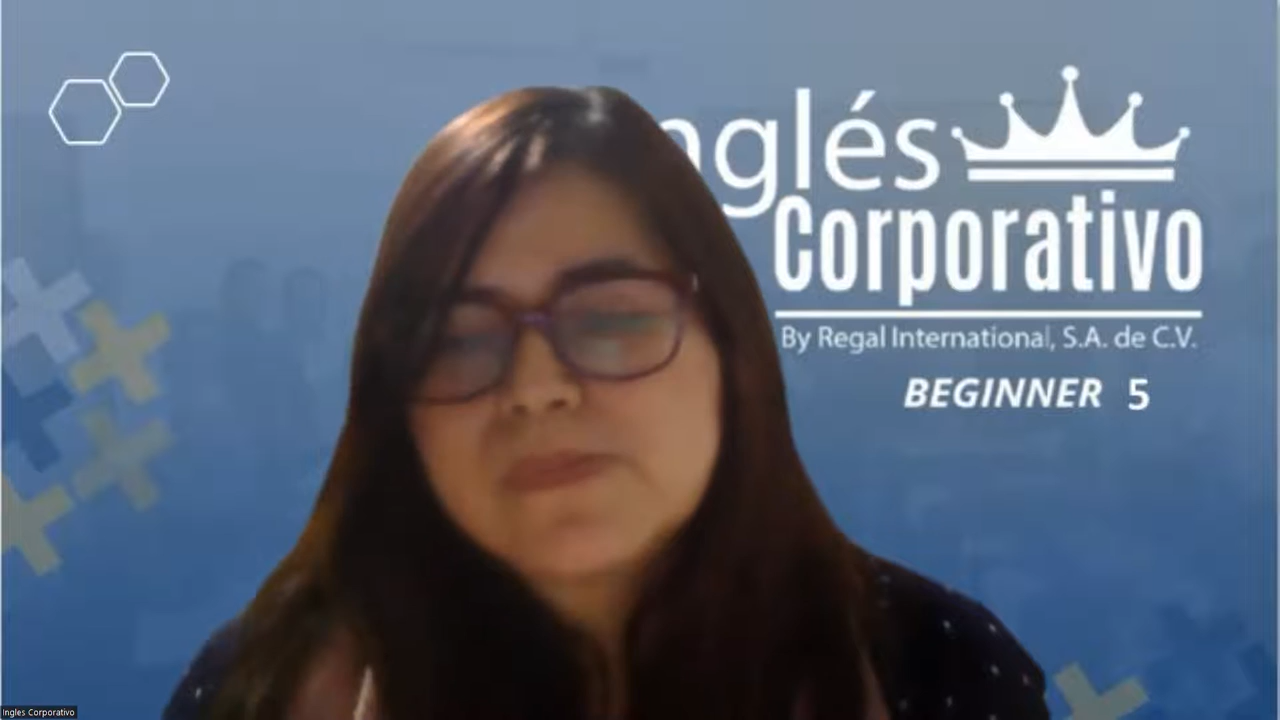 nglés
Corporativo
By Regal International, S.A. de C.V.
BEGINNER 5
Ingles Corporativo